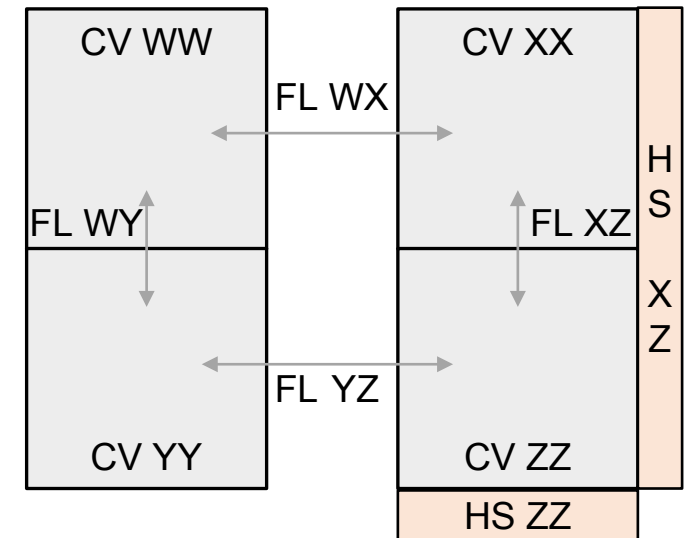 CV WW
CV XX
FL WX
H
S
X
Z
FL WY
FL XZ
FL YZ
CV YY
CV ZZ
HS ZZ